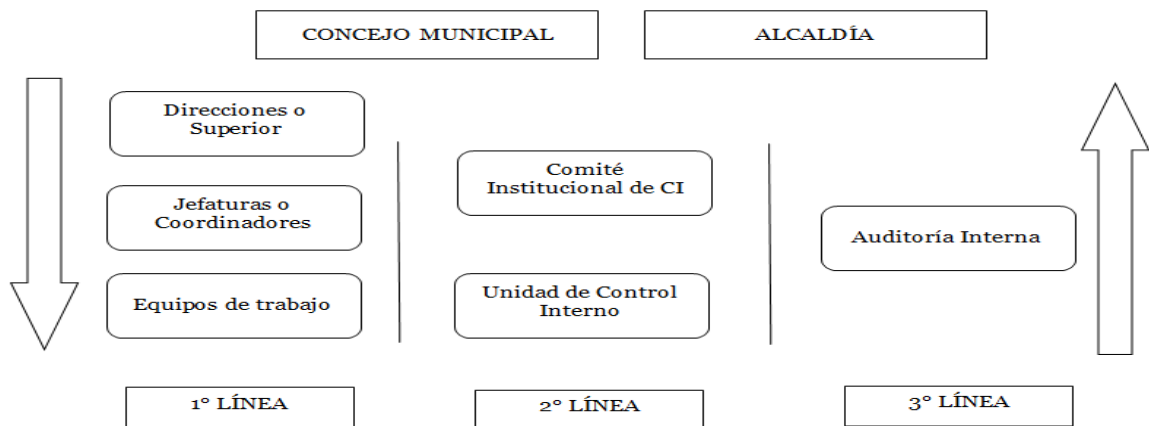 CONCEJO MUNICIPAL
ALCALDÍA
Direcciones o
Superior
Jefaturas o
Coordinadores
Equipos de trabajo
Comité
Institucional de CI
Unidad de Control
Interno
Auditoría Interna
1° LÍNEA
2° LÍNEA
3° LÍNEA